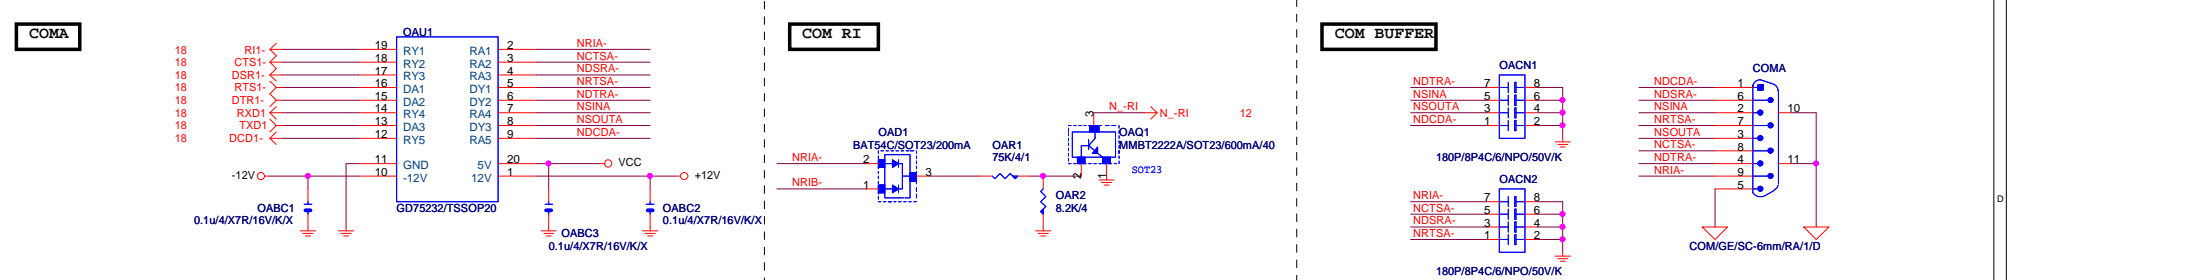 COMA
OAU1
18 RI1- 19 RY1 RA1 2 NRIA-
18 CTS1- 18 RY2 RA2 3 NCTSA-
18 DSR1- 17 RY3 RA3 4 NDSRA-
18 RTS1- 16 DA1 DY1 5 NRTSA-
18 DTR1- 15 DA2 DY2 6 NDTRA-
18 RXD1 14 RY4 RA4 7 NSINA
18 TXD1 13 DA3 DY3 8 NSOUTA
18 DCD1- 12 RY5 RA5 9 NDCDA-
11 GND 5V 20 VCC
-12V 10 -12V 12V 1 +12V
GD75232/TSSOP20
OABC1
0.1u/4/X7R/16V/K/X
OABC3
0.1u/4/X7R/16V/K/X
OABC2
0.1u/4/X7R/16V/K/X
COM RI
OAD1
BAT54C/SOT23/200mA
NRIA- 2
NRIB- 1
3
OAR1
75K/4/1
OAR2
8.2K/4
3 N_-RI N_-RI 12
OAQ1
MMBT2222A/SOT23/600mA/40
2 1 SOT23
COM BUFFER
OACN1
NDTRA- 7 8
NSINA 5 6
NSOUTA 3 4
NDCDA- 1 2
180P/8P4C/6/NPO/50V/K
OACN2
NRIA- 7 8
NCTSA- 5 6
NDSRA- 3 4
NRTSA- 1 2
180P/8P4C/6/NPO/50V/K
COMA
NDCDA- 1
NDSRA- 6
NSINA 2 10
NRTSA- 7
NSOUTA 3
NCTSA- 8
NDTRA- 4 11
NRIA- 9
5
COM/GE/SC-6mm/RA/1/D
D